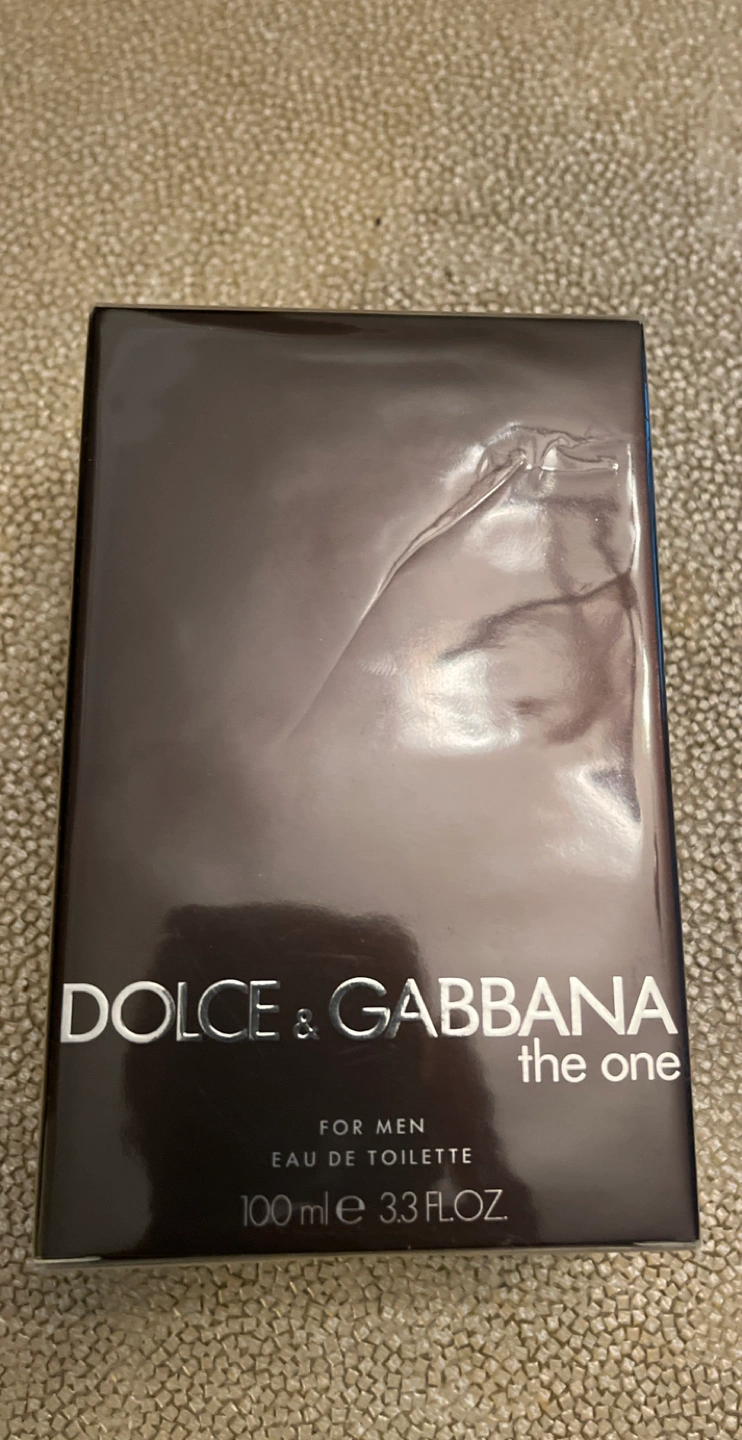 DOLCE & GABBANA
the one
FOR MEN
EAU DE TOILETTE
100 ml e 3.3 FL.OZ.